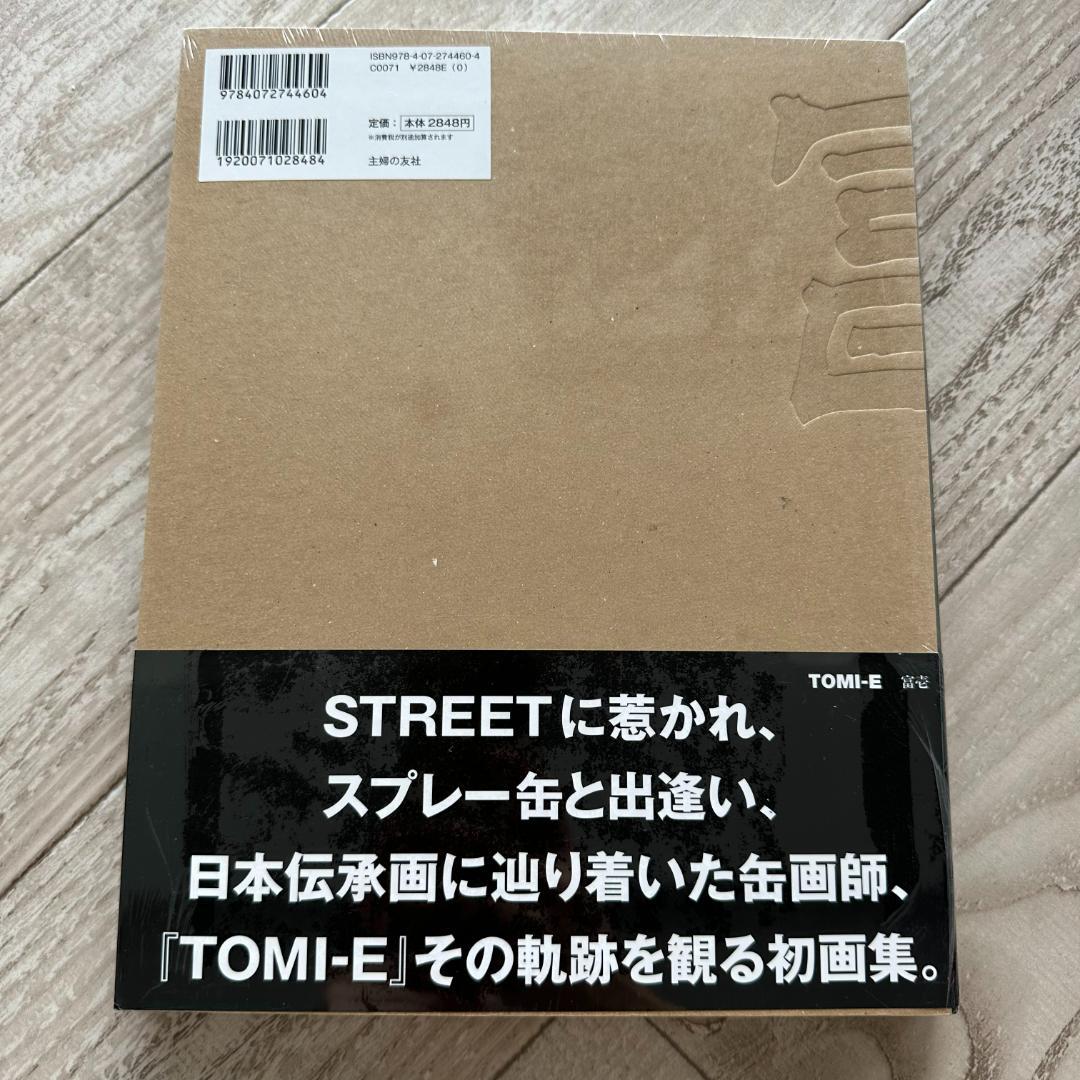 ISBN978-4-07-274460-4
C0071 ¥2848E (0)
9784072744604
定価：本体2848円
※消費税が別途加算されます
1920071028484
主婦の友社
TOMI-E 富壱
STREETに惹かれ、
スプレー缶と出逢い、
日本伝承画に辿り着いた缶画師、
『TOMI-E』その軌跡を観る初画集。